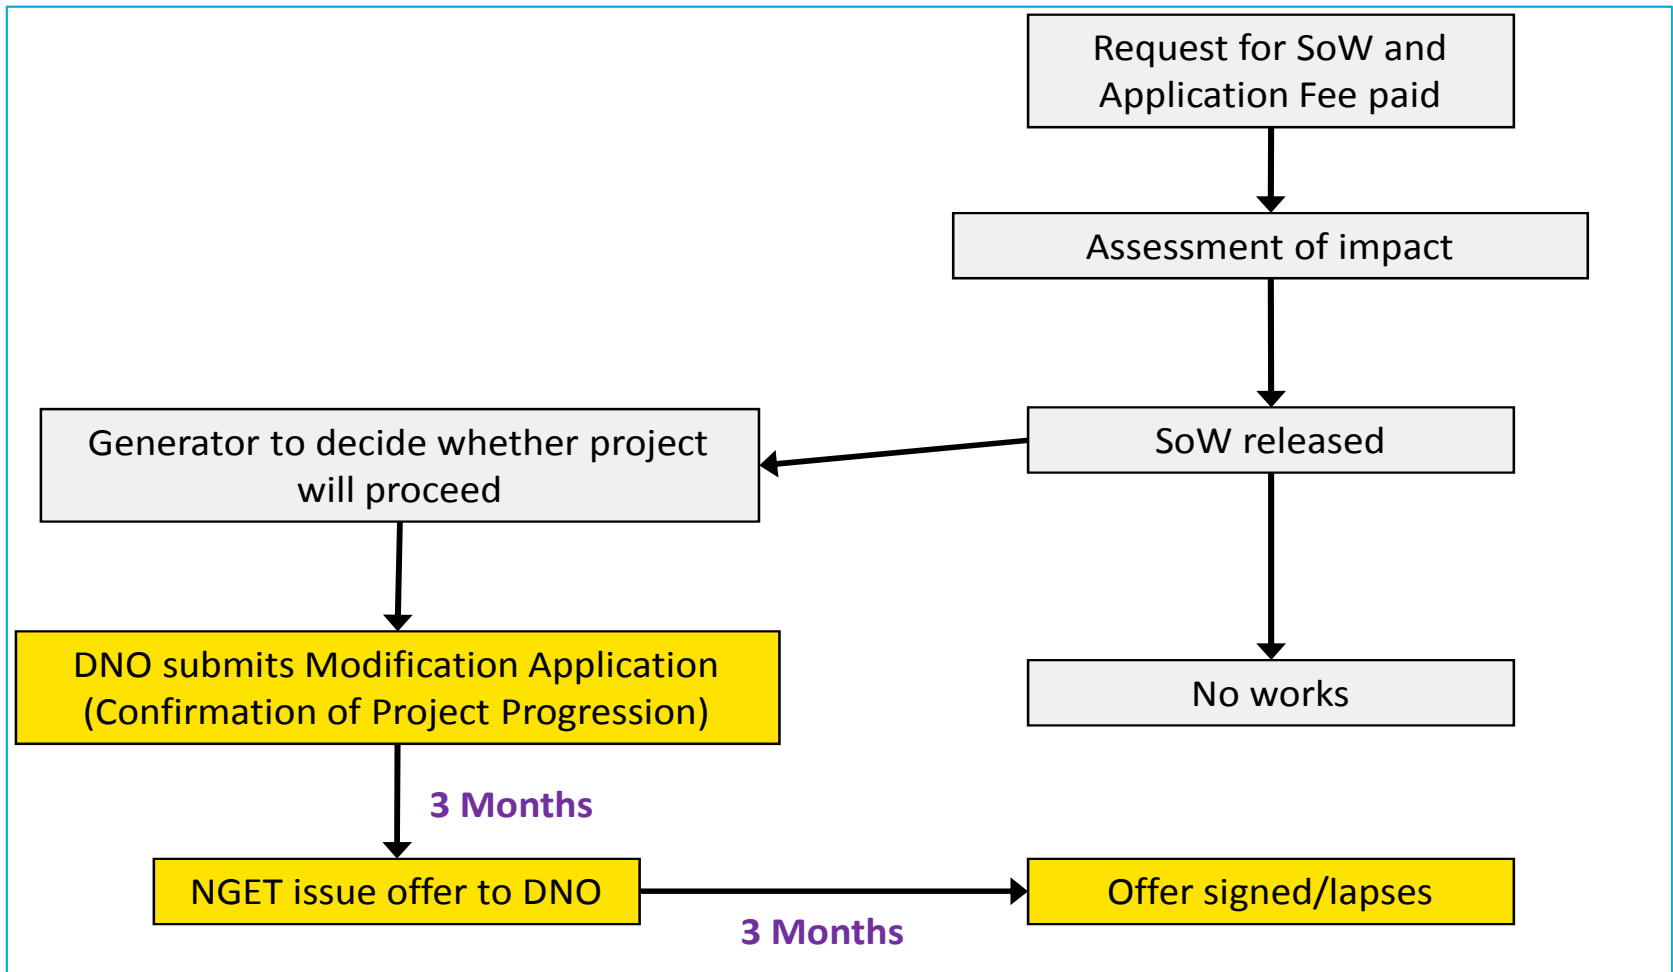 Request for SoW and
Application Fee paid
Assessment of impact
SoW released
Generator to decide whether project
will proceed
No works
DNO submits Modification Application
(Confirmation of Project Progression)
3 Months
NGET issue offer to DNO
3 Months
Offer signed/lapses